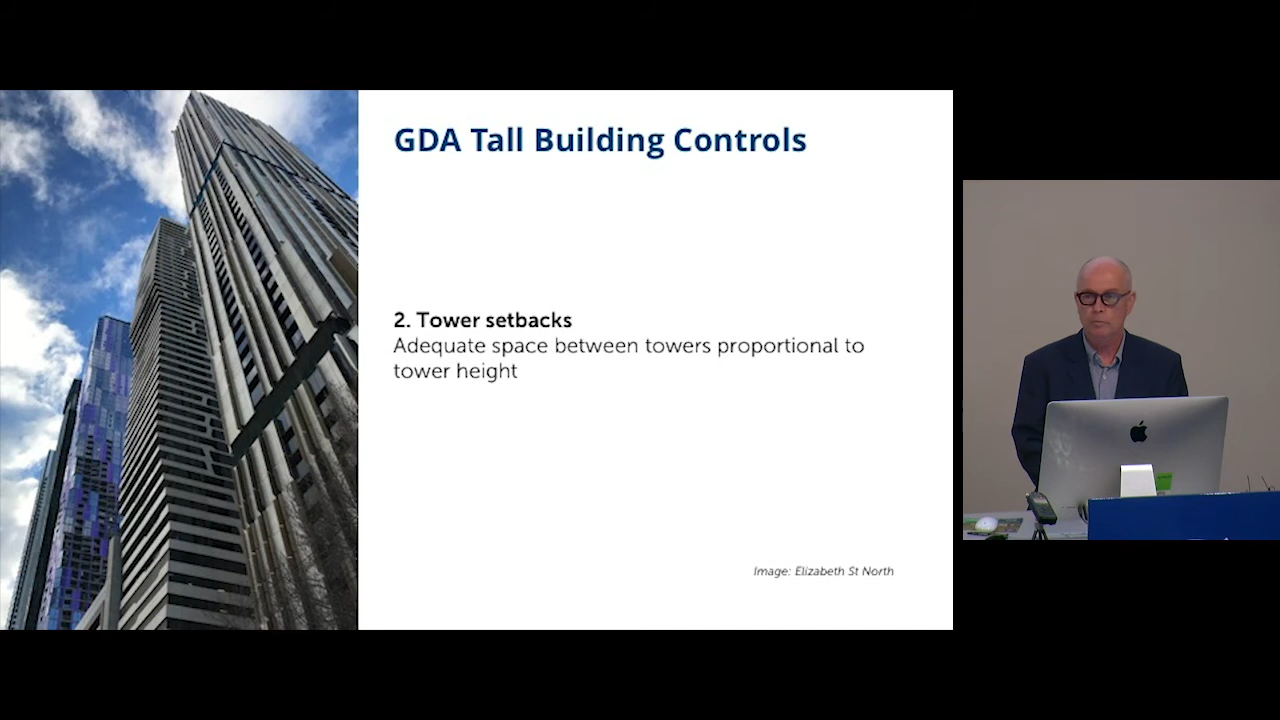 GDA Tall Building Controls
2. Tower setbacks
Adequate space between towers proportional to
tower height
Image: Elizabeth St North